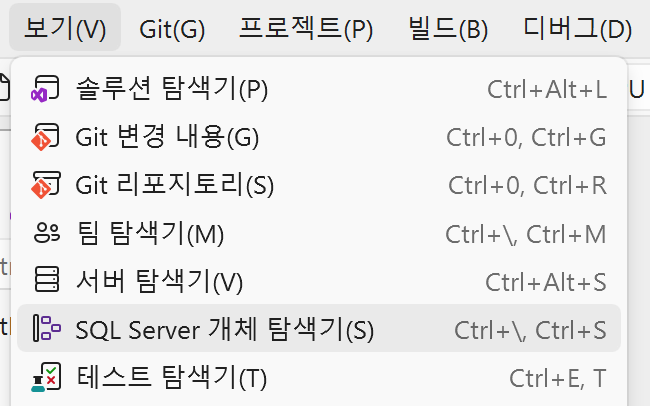 보기(V) Git(G) 프로젝트(P) 빌드(B) 디버그(D)
솔루션 탐색기(P) Ctrl+Alt+L
Git 변경 내용(G) Ctrl+0, Ctrl+G
Git 리포지토리(S) Ctrl+0, Ctrl+R
팀 탐색기(M) Ctrl+\, Ctrl+M
서버 탐색기(V) Ctrl+Alt+S
SQL Server 개체 탐색기(S) Ctrl+\, Ctrl+S
테스트 탐색기(T) Ctrl+E, T